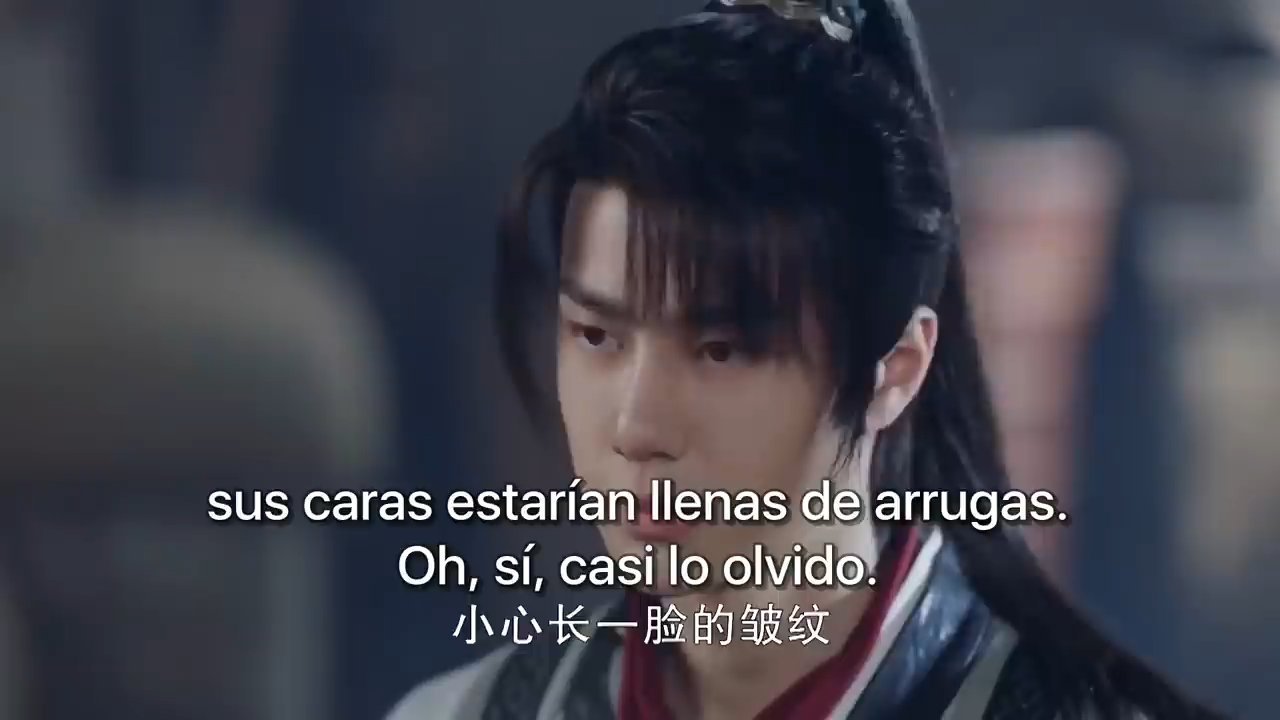 sus caras estarían llenas de arrugas.
Oh, sí, casi lo olvido.
小心长一脸的皱纹